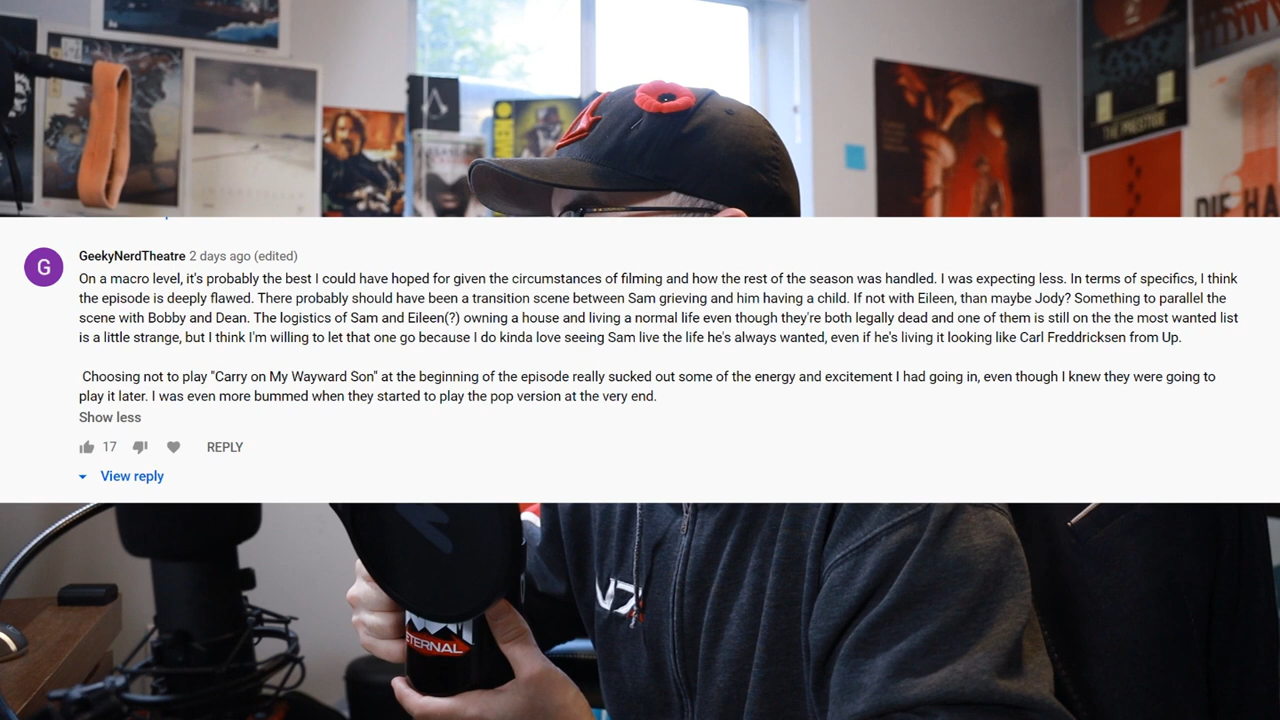 THE PRESTIGE
DIE HA
G
GeekyNerdTheatre 2 days ago (edited)
On a macro level, it's probably the best I could have hoped for given the circumstances of filming and how the rest of the season was handled. I was expecting less. In terms of specifics, I think
the episode is deeply flawed. There probably should have been a transition scene between Sam grieving and him having a child. If not with Eileen, than maybe Jody? Something to parallel the
scene with Bobby and Dean. The logistics of Sam and Eileen(?) owning a house and living a normal life even though they're both legally dead and one of them is still on the the most wanted list
is a little strange, but I think I'm willing to let that one go because I do kinda love seeing Sam live the life he's always wanted, even if he's living it looking like Carl Freddricksen from Up.
Choosing not to play "Carry on My Wayward Son" at the beginning of the episode really sucked out some of the energy and excitement I had going in, even though I knew they were going to
play it later. I was even more bummed when they started to play the pop version at the very end.
Show less
17 REPLY
View reply
N7
ETERNAL